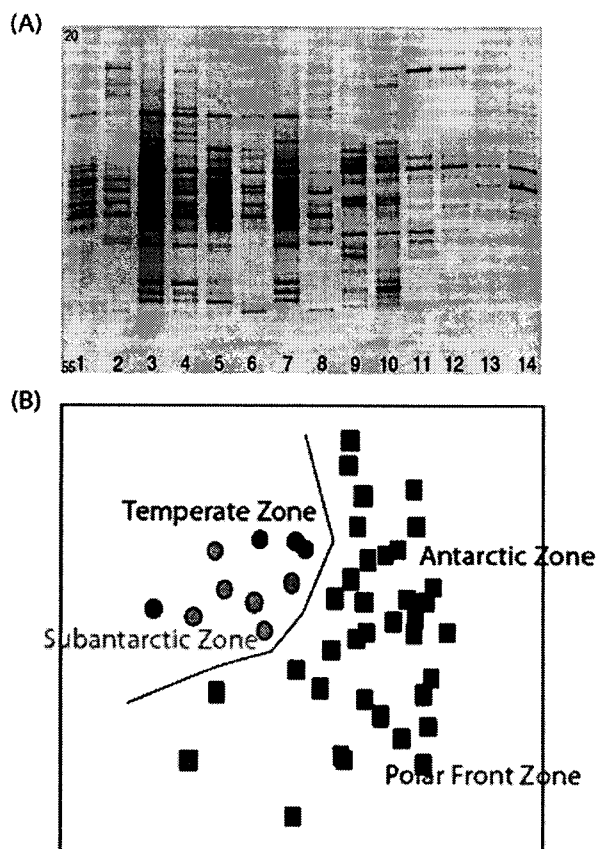 (A)
20
55 1 2 3 4 5 6 7 8 9 10 11 12 13 14
(B)
Temperate Zone
Antarctic Zone
Subantarctic Zone
Polar Front Zone